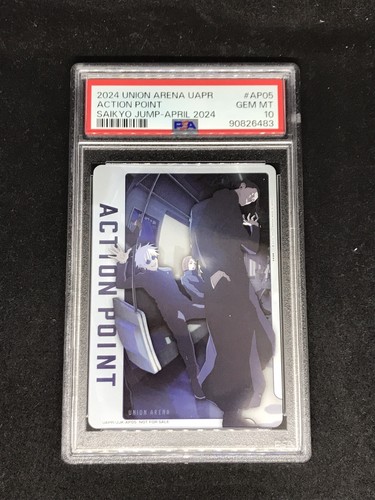 2024 UNION ARENA UAPR #AP05
ACTION POINT GEM MT
SAIKYO JUMP-APRIL 2024 10
PSA 90826483
ACTION POINT
UNION ARENA